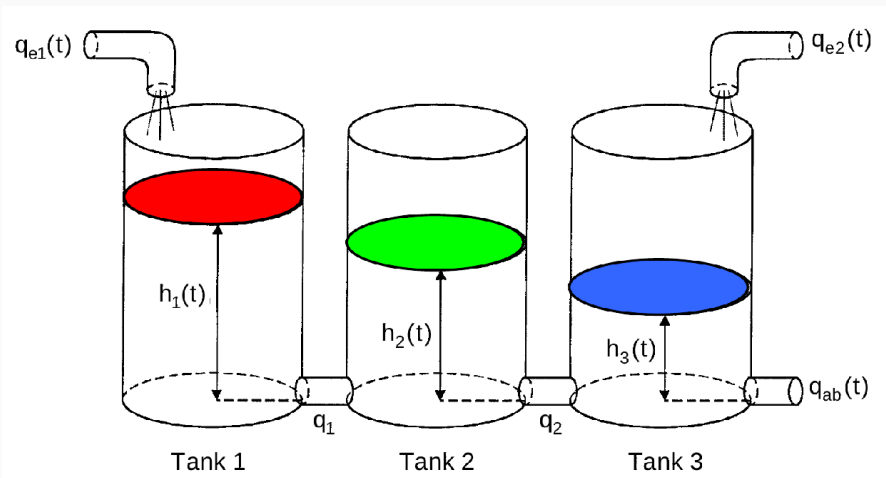 qe1(t)
qe2(t)
h1(t)
h2(t)
h3(t)
qab(t)
q1
q2
Tank 1
Tank 2
Tank 3